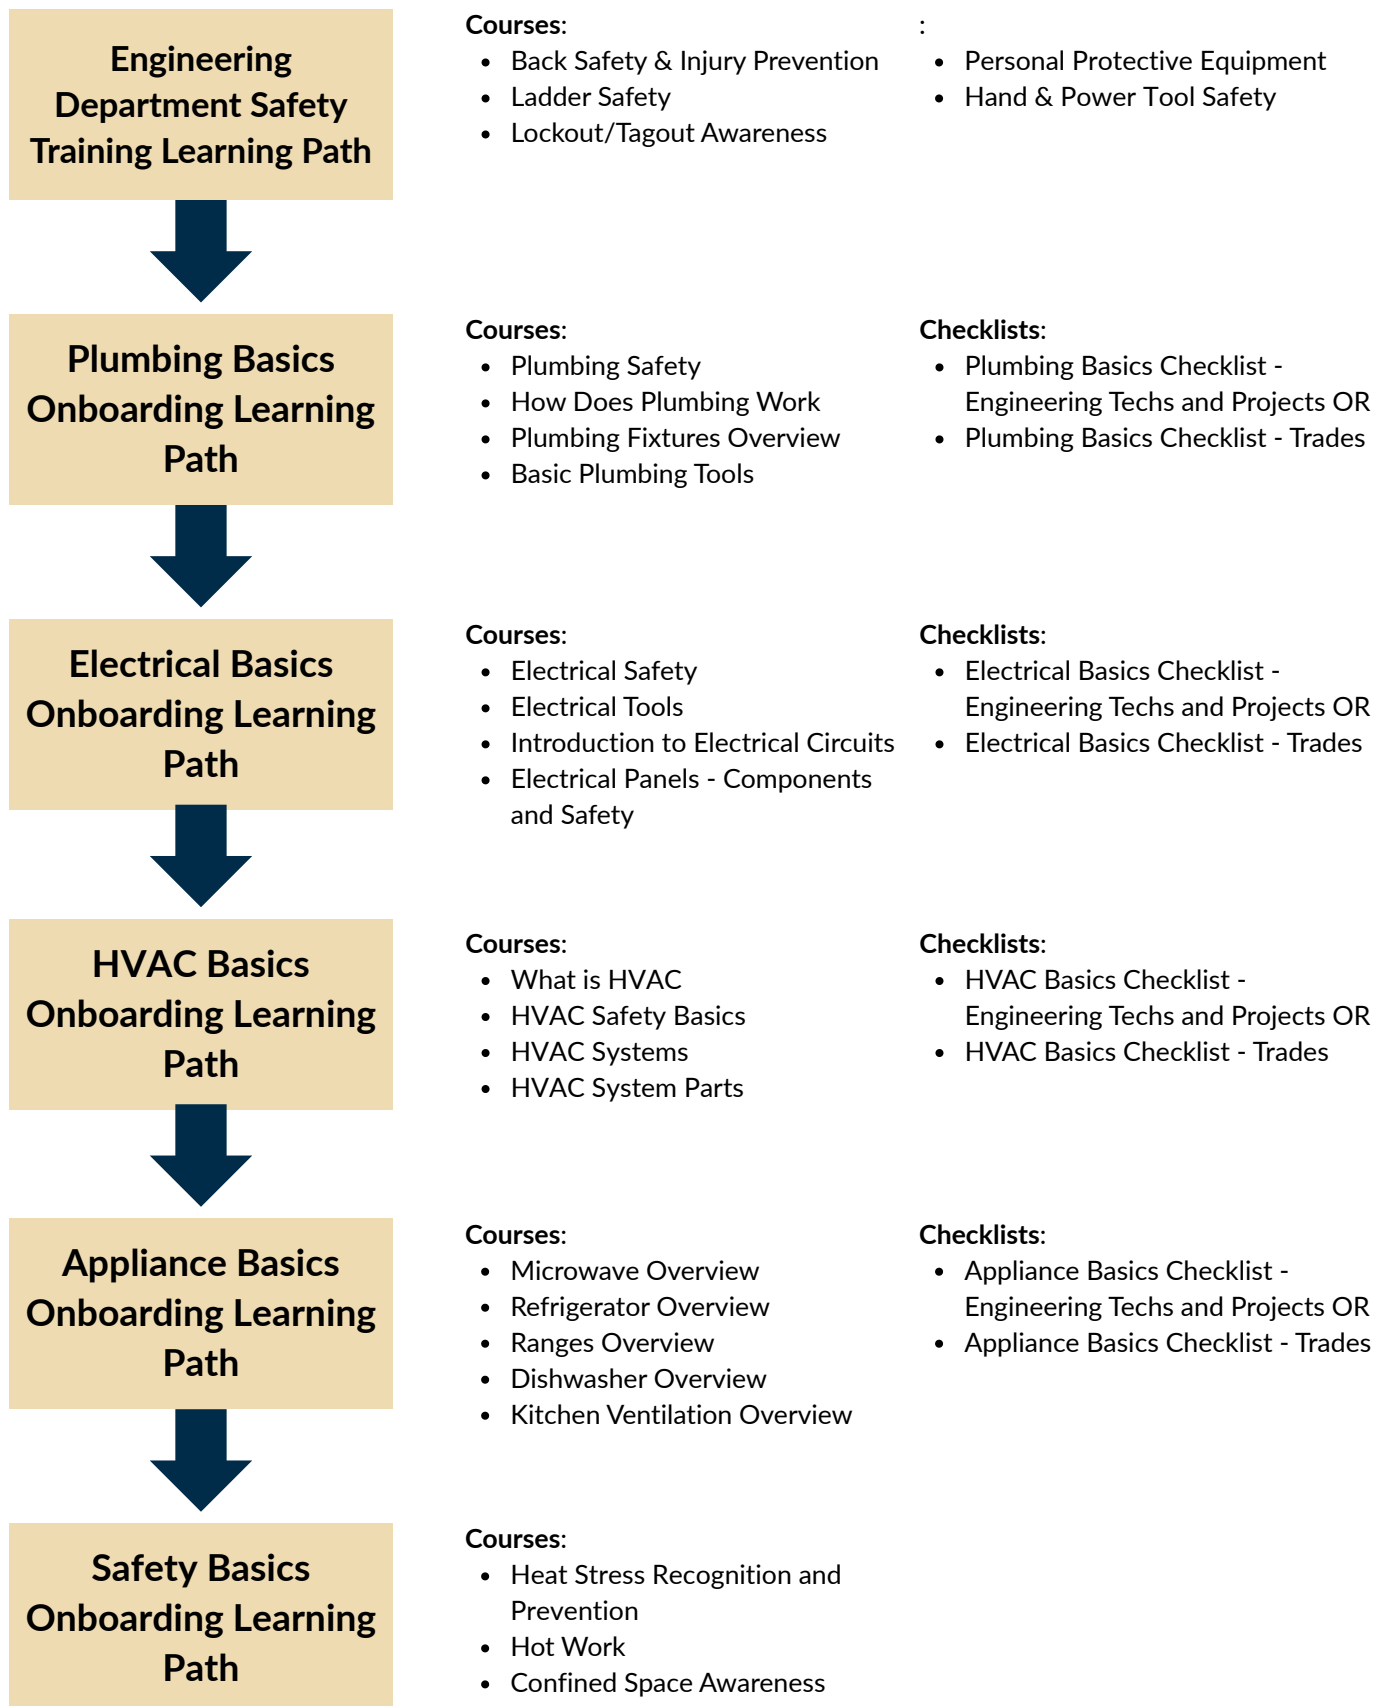 Engineering
Department Safety
Training Learning Path
Courses:
• Back Safety & Injury Prevention
• Ladder Safety
• Lockout/Tagout Awareness
:
• Personal Protective Equipment
• Hand & Power Tool Safety
Plumbing Basics
Onboarding Learning
Path
Courses:
• Plumbing Safety
• How Does Plumbing Work
• Plumbing Fixtures Overview
• Basic Plumbing Tools
Checklists:
• Plumbing Basics Checklist -
Engineering Techs and Projects OR
• Plumbing Basics Checklist - Trades
Electrical Basics
Onboarding Learning
Path
Courses:
• Electrical Safety
• Electrical Tools
• Introduction to Electrical Circuits
• Electrical Panels - Components
and Safety
Checklists:
• Electrical Basics Checklist -
Engineering Techs and Projects OR
• Electrical Basics Checklist - Trades
HVAC Basics
Onboarding Learning
Path
Courses:
• What is HVAC
• HVAC Safety Basics
• HVAC Systems
• HVAC System Parts
Checklists:
• HVAC Basics Checklist -
Engineering Techs and Projects OR
• HVAC Basics Checklist - Trades
Appliance Basics
Onboarding Learning
Path
Courses:
• Microwave Overview
• Refrigerator Overview
• Ranges Overview
• Dishwasher Overview
• Kitchen Ventilation Overview
Checklists:
• Appliance Basics Checklist -
Engineering Techs and Projects OR
• Appliance Basics Checklist - Trades
Safety Basics
Onboarding Learning
Path
Courses:
• Heat Stress Recognition and
Prevention
• Hot Work
• Confined Space Awareness